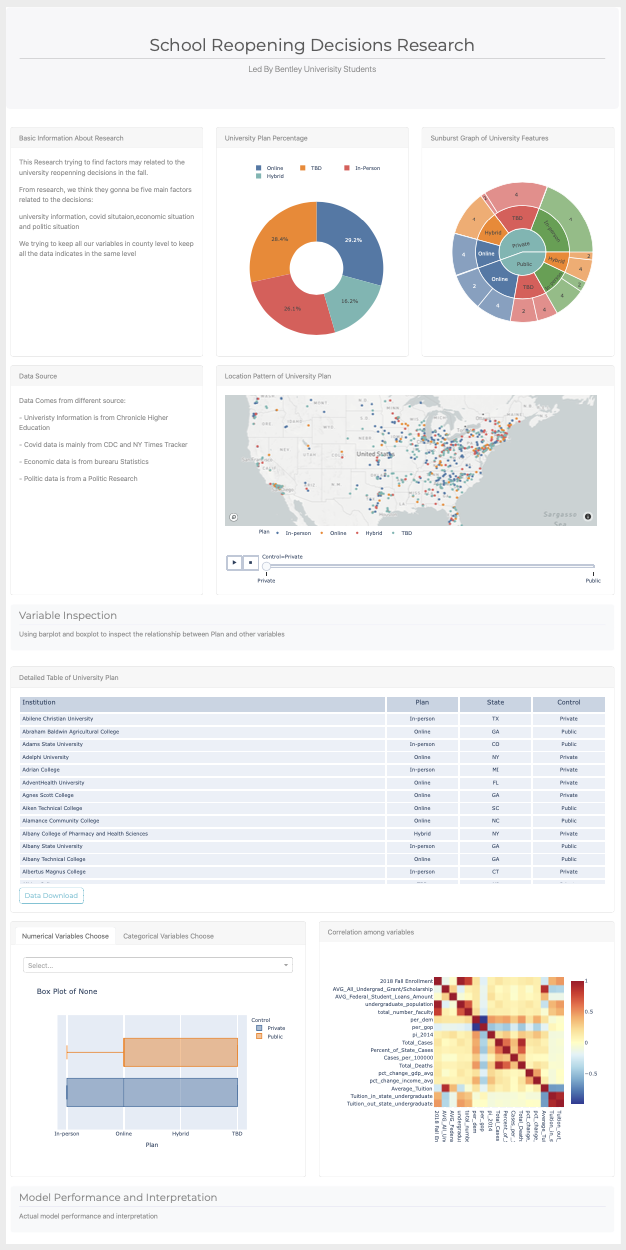 School Reopening Decisions Research
Led By Bentley Univerisity Students
Basic Information About Research
This Research trying to find factors may related to the
university reopenning decisions in the fall.
From research, we think they gonna be five main factors
related to the decisions:
university information, covid situtaion,economic situation
and politic situation
We trying to keep all our variables in county level to keep
all the data indicates in the same level
University Plan Percentage
Online
TBD
In-Person
Hybrid
28.4%
29.2%
26.1%
16.2%
Sunburst Graph of University Features
4
4
4
TBD
In-person
Hybrid
Private
Online
Public
Hybrid
2
4
4
Online
TBD
2
2
4
2
4
4
Data Source
Data Comes from different source:
– Univeristy Information is from Chronicle Higher
Education
– Covid data is mainly from CDC and NY Times Tracker
– Economic data is from burearu Statistics
– Politic data is from a Politic Research
Location Pattern of University Plan
United States
Sargasso
Sea
Plan
In-person
Online
Hybrid
TBD
Control=Private
Private
Public
Variable Inspection
Using barplot and boxplot to inspect the relationship between Plan and other variables
Detailed Table of University Plan
Institution Plan State Control
Abilene Christian University In-person TX Private
Abraham Baldwin Agricultural College Online GA Public
Adams State University In-person CO Public
Adelphi University Online NY Private
Adrian College In-person MI Private
AdventHealth University Online FL Private
Agnes Scott College Online GA Private
Aiken Technical College Online SC Public
Alamance Community College Online NC Public
Albany College of Pharmacy and Health Sciences Hybrid NY Private
Albany State University In-person GA Public
Albany Technical College Online GA Public
Albertus Magnus College In-person CT Private
Data Download
Numerical Variables Choose
Categorical Variables Choose
Select...
Box Plot of None
Control
Private
Public
In-person
Online
Hybrid
TBD
Plan
Correlation among variables
2018 Fall Enrollment
AVG_All_Undergrad_Grant/Scholarship
AVG_Federal_Student_Loans_Amount
undergraduate_population
total_number_faculty
per_dem
per_gop
pi_2014
Total_Cases
Percent_of_State_Cases
Cases_per_100000
Total_Deaths
pct_change_gdp_avg
pct_change_income_avg
Average_Tuition
Tuition_in_state_undergraduate
Tuition_out_state_undergraduate
1
0.5
0
−0.5
Model Performance and Interpretation
Actual model performance and interpretation